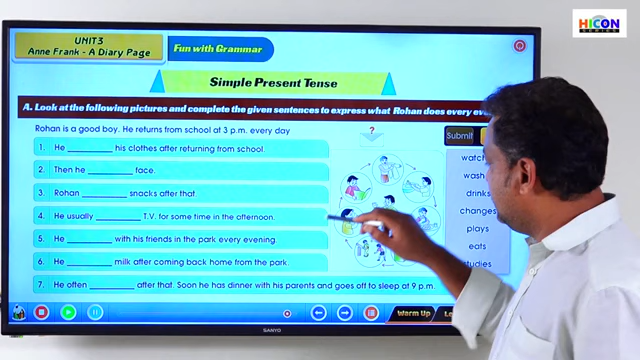 HICON
SERIES
UNIT3
Anne Frank - A Diary Page
Fun with Grammar
Simple Present Tense
A. Look at the following pictures and complete the given sentences to express what Rohan does every
Rohan is a good boy. He returns from school at 3 p.m. every day
?
Submit
1. He __________ his clothes after returning from school.
2. Then he __________ face.
3. Rohan __________ snacks after that.
4. He usually __________ T.V. for some time in the afternoon.
5. He __________ with his friends in the park every evening.
6. He __________ milk after coming back home from the park.
7. He often __________ after that. Soon he has dinner with his parents and goes off to sleep at 9 p.m.
drinks
changes
plays
eats
studies
Warm Up
SANYO